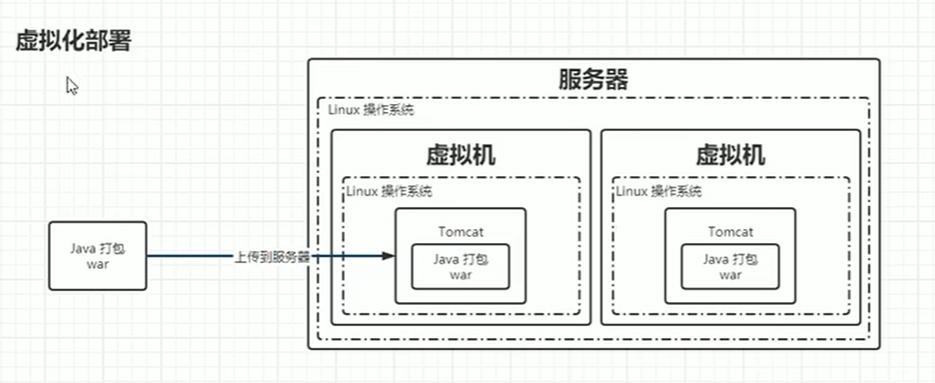 虚拟化部署
服务器
Linux 操作系统
虚拟机
虚拟机
Linux 操作系统
Linux 操作系统
Tomcat
Tomcat
Java 打包
war
上传到服务器
Java 打包
war
Java 打包
war